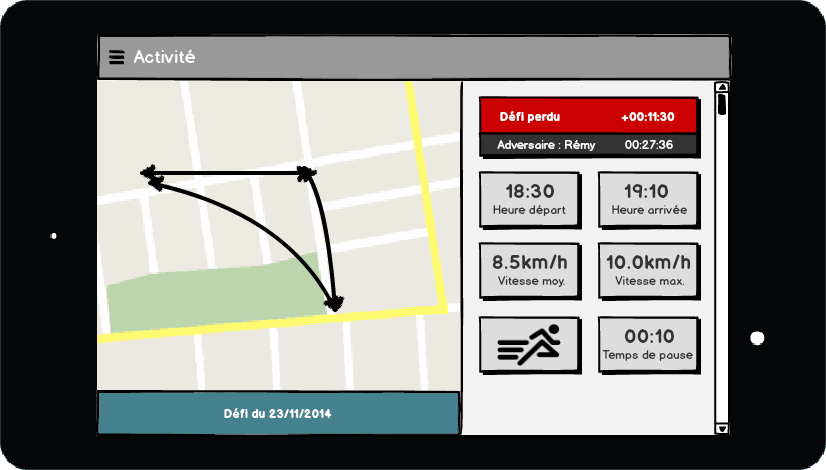 Activité
Défi perdu +00:11:30
Adversaire : Rémy 00:27:36
18:30 19:10
Heure départ Heure arrivée
8.5km/h 10.0km/h
Vitesse moy. Vitesse max.
00:10
Temps de pause
Défi du 23/11/2014